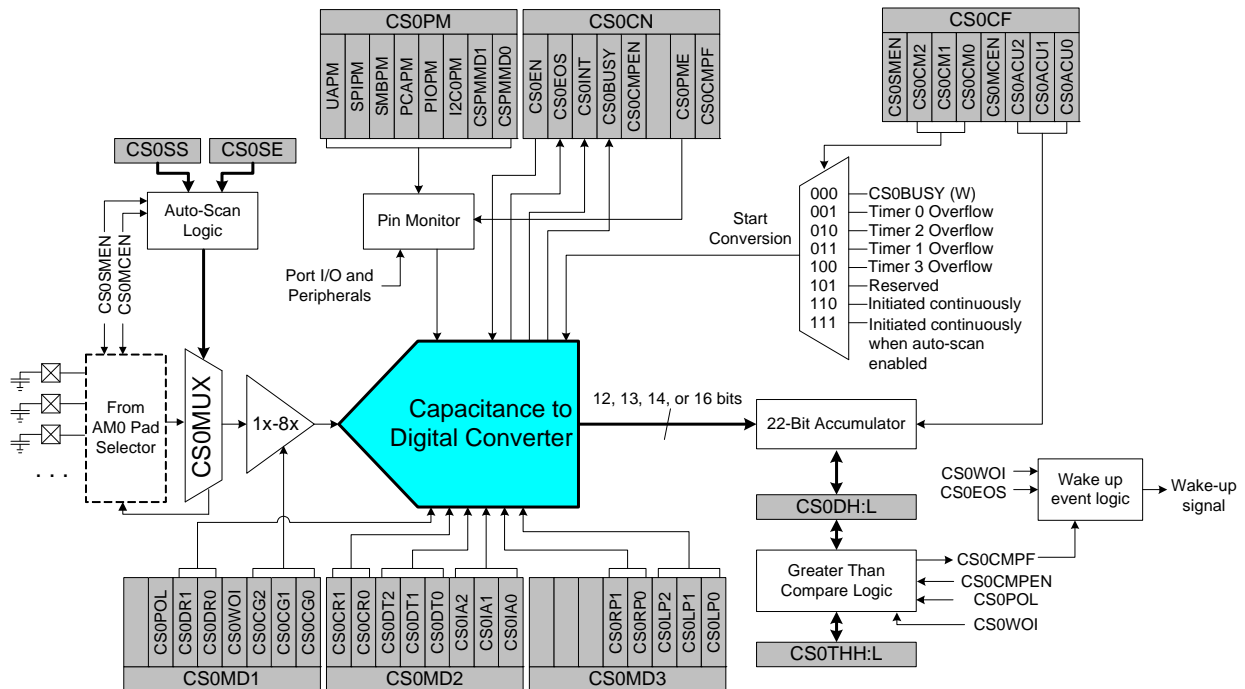 CS0PM
CS0CN
CS0CF
UAPM
SPIPM
SMBPM
PCAPM
PIOPM
I2C0PM
CSPMMD1
CSPMMD0
CS0EN
CS0EOS
CS0INT
CS0BUSY
CS0CMPEN
CS0PME
CS0CMPF
CS0SMEN
CS0CM2
CS0CM1
CS0CM0
CS0MCEN
CS0ACU2
CS0ACU1
CS0ACU0
CS0SS
CS0SE
Auto-Scan
Logic
Pin Monitor
Port I/O and
Peripherals
Start
Conversion
000 CS0BUSY (W)
001 Timer 0 Overflow
010 Timer 2 Overflow
011 Timer 1 Overflow
100 Timer 3 Overflow
101 Reserved
110 Initiated continuously
111 Initiated continuously
when auto-scan
enabled
CS0SMEN
CS0MCEN
From
AM0 Pad
Selector
. . .
CS0MUX
1x-8x
Capacitance to
Digital Converter
12, 13, 14, or 16 bits
22-Bit Accumulator
CS0DH:L
Greater Than
Compare Logic
CS0THH:L
CS0WOI
CS0EOS
Wake up
event logic
Wake-up
signal
CS0CMPF
CS0CMPEN
CS0POL
CS0WOI
CS0POL
CS0DR1
CS0DR0
CS0WOI
CS0CG2
CS0CG1
CS0CG0
CS0CR1
CS0CR0
CS0DT2
CS0DT1
CS0DT0
CS0IA2
CS0IA1
CS0IA0
CS0RP1
CS0RP0
CS0LP2
CS0LP1
CS0LP0
CS0MD1
CS0MD2
CS0MD3